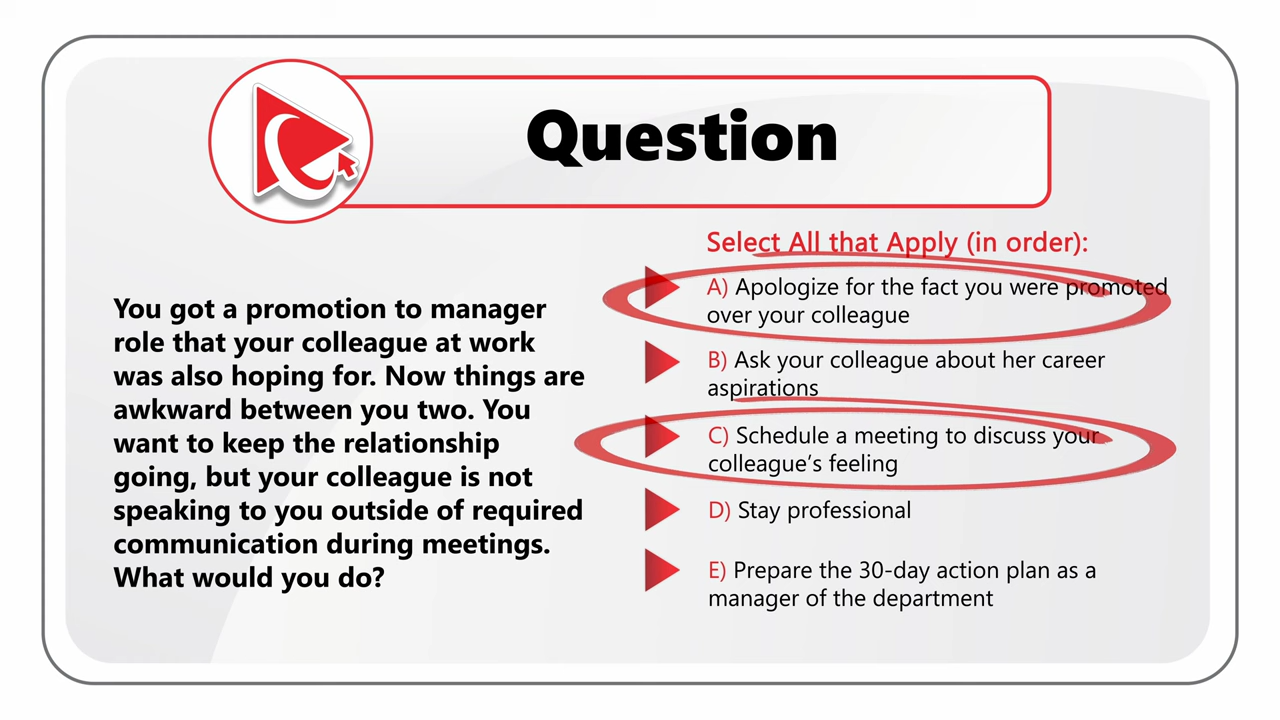 Question
You got a promotion to manager
role that your colleague at work
was also hoping for. Now things are
awkward between you two. You
want to keep the relationship
going, but your colleague is not
speaking to you outside of required
communication during meetings.
What would you do?
Select All that Apply (in order):
A) Apologize for the fact you were promoted
over your colleague
B) Ask your colleague about her career
aspirations
C) Schedule a meeting to discuss your
colleague’s feeling
D) Stay professional
E) Prepare the 30-day action plan as a
manager of the department